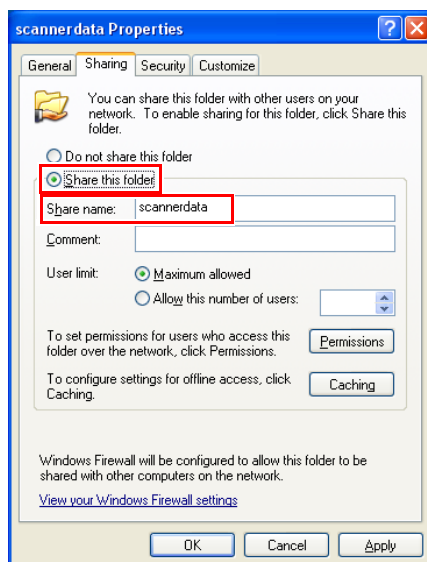 scannerdata Properties
General Sharing Security Customize
You can share this folder with other users on your
network. To enable sharing for this folder, click Share this
folder.
Do not share this folder
Share this folder
Share name: scannerdata
Comment:
User limit: Maximum allowed
Allow this number of users:
To set permissions for users who access this
folder over the network, click Permissions.
Permissions
To configure settings for offline access, click
Caching.
Caching
Windows Firewall will be configured to allow this folder to be
shared with other computers on the network.
View your Windows Firewall settings
OK Cancel Apply